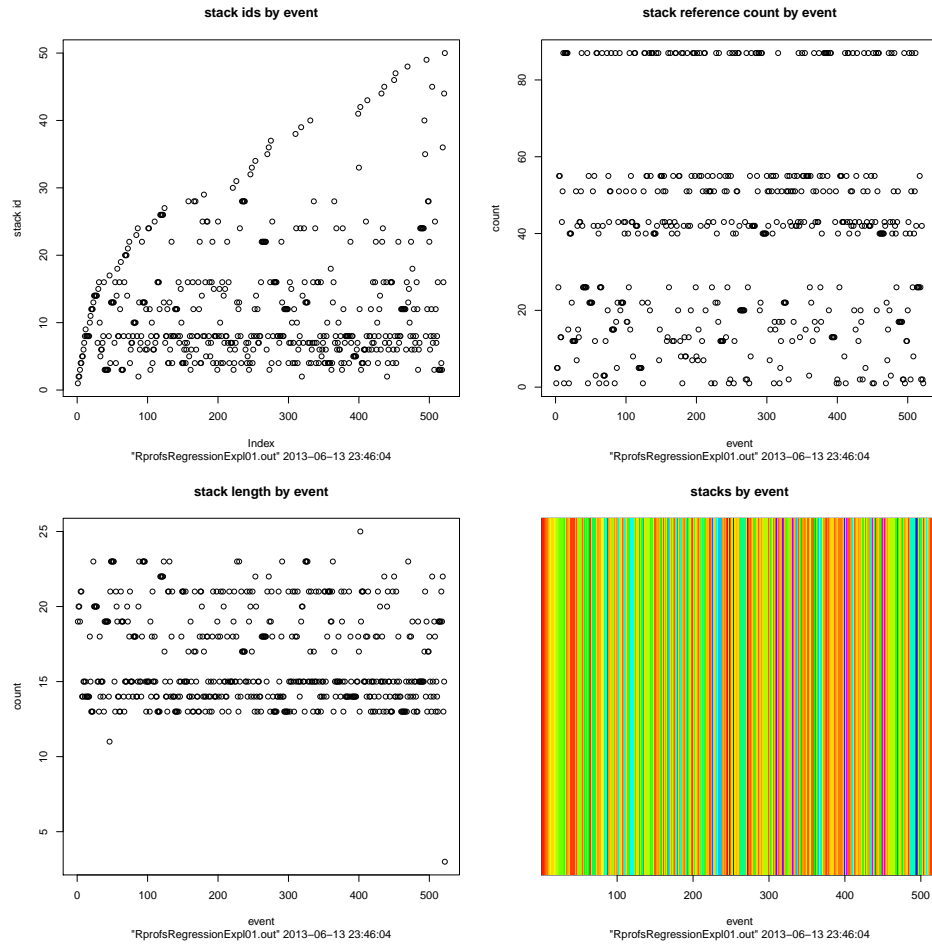 stack ids by event
stack id
0
10
20
30
40
50
0
100
200
300
400
500
Index
"RprofsRegressionExpl01.out" 2013−06−13 23:46:04
stack reference count by event
count
0
20
40
60
80
0
100
200
300
400
500
event
"RprofsRegressionExpl01.out" 2013−06−13 23:46:04
stack length by event
count
5
10
15
20
25
0
100
200
300
400
500
event
"RprofsRegressionExpl01.out" 2013−06−13 23:46:04
stacks by event
100
200
300
400
500
event
"RprofsRegressionExpl01.out" 2013−06−13 23:46:04